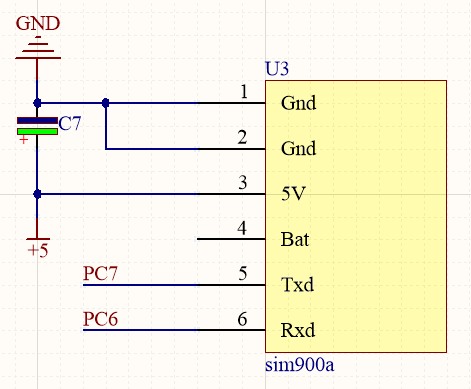 GND
U3
1 Gnd
C7
+
2 Gnd
3 5V
+5
4 Bat
PC7 5 Txd
PC6 6 Rxd
sim900a